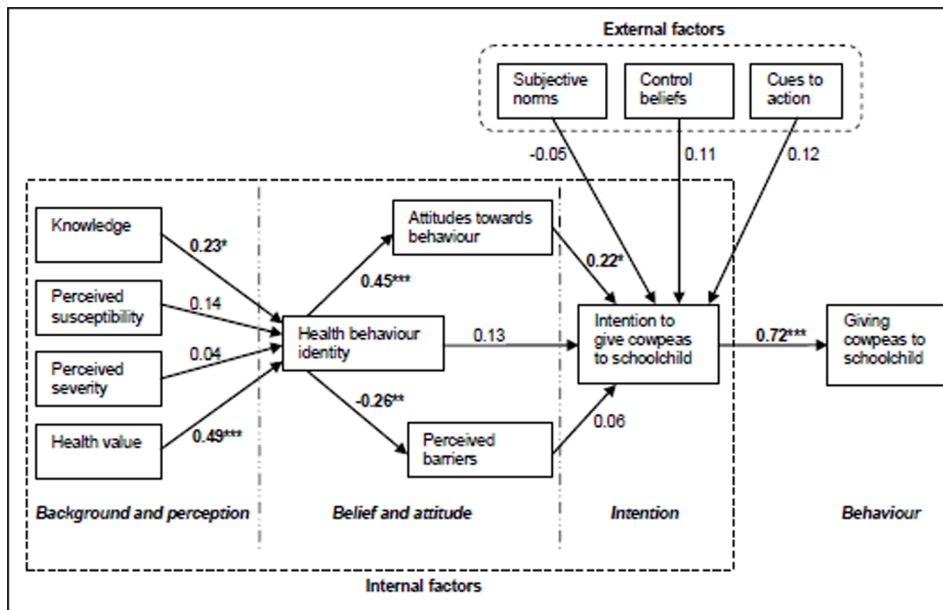 External factors
Subjective
norms
Control
beliefs
Cues to
action
-0.05
0.11
0.12
Knowledge
Attitudes towards
behaviour
0.23*
0.22*
0.45***
Perceived
susceptibility
0.14
Health behaviour
identity
0.13
Intention to
give cowpeas
to schoolchild
0.72***
Giving
cowpeas to
schoolchild
Perceived
severity
0.04
-0.26**
0.06
Health value
0.49***
Perceived
barriers
Background and perception
Belief and attitude
Intention
Behaviour
Internal factors